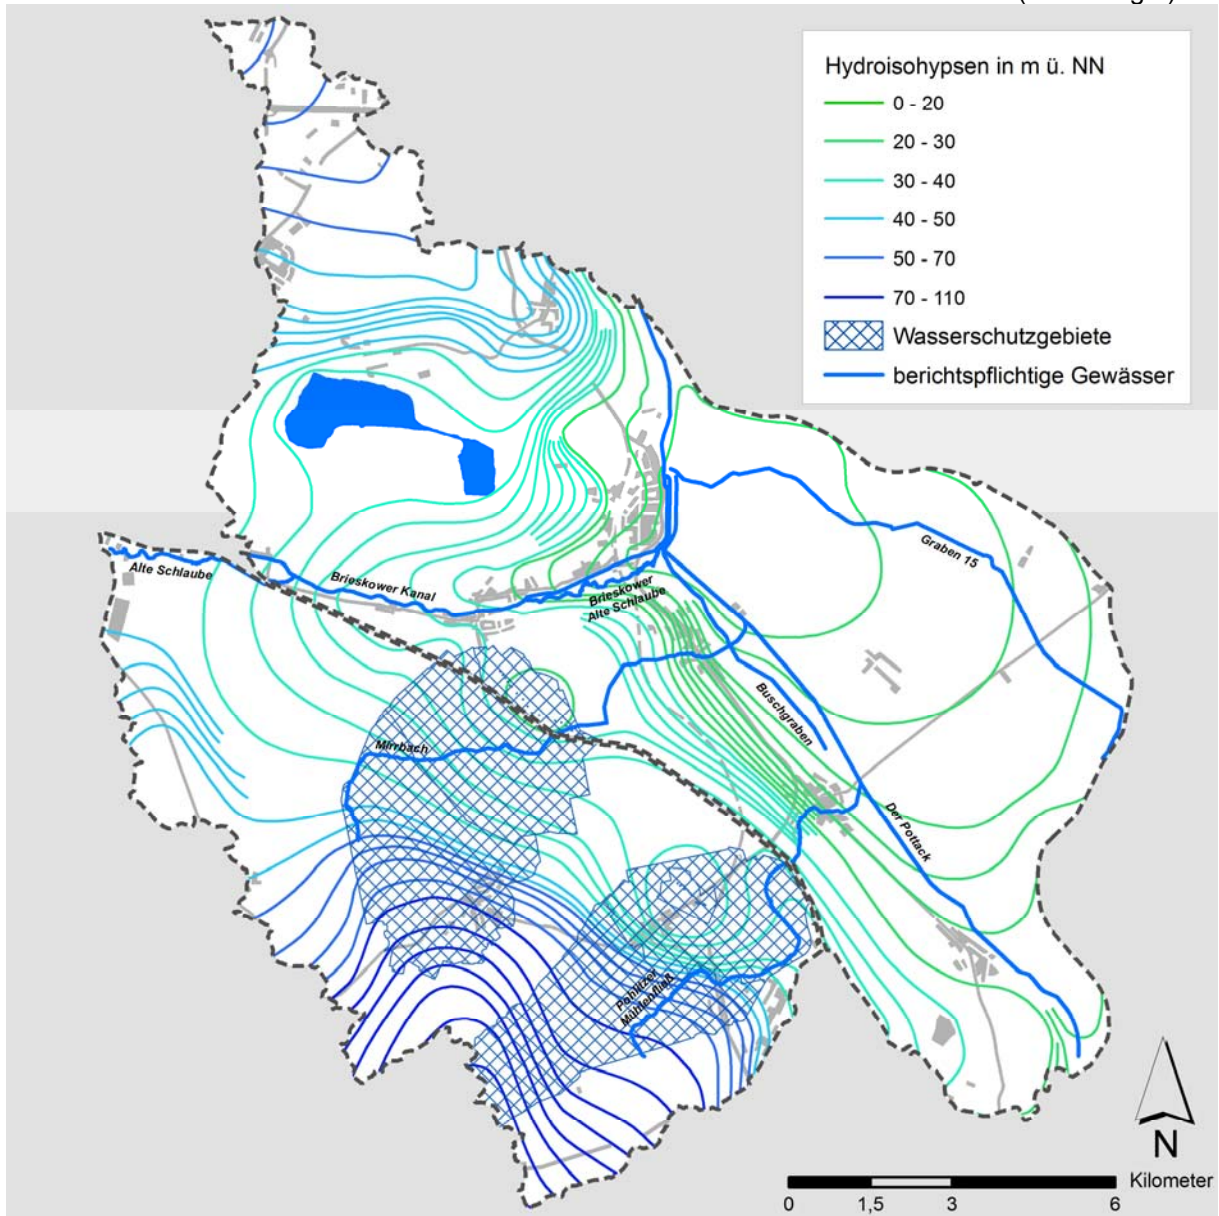 Hydroisohypsen in m ü. NN
0 - 20
20 - 30
30 - 40
40 - 50
50 - 70
70 - 110
Wasserschutzgebiete
berichtspflichtige Gewässer
Graben 15
Alte Schlaube
Brieskower Kanal
Brieskower
Alte Schlaube
Buschgraben
Mirrbach
Der Pottack
Pohlitzer
Mühlenfließ
N
Kilometer
0 1,5 3 6